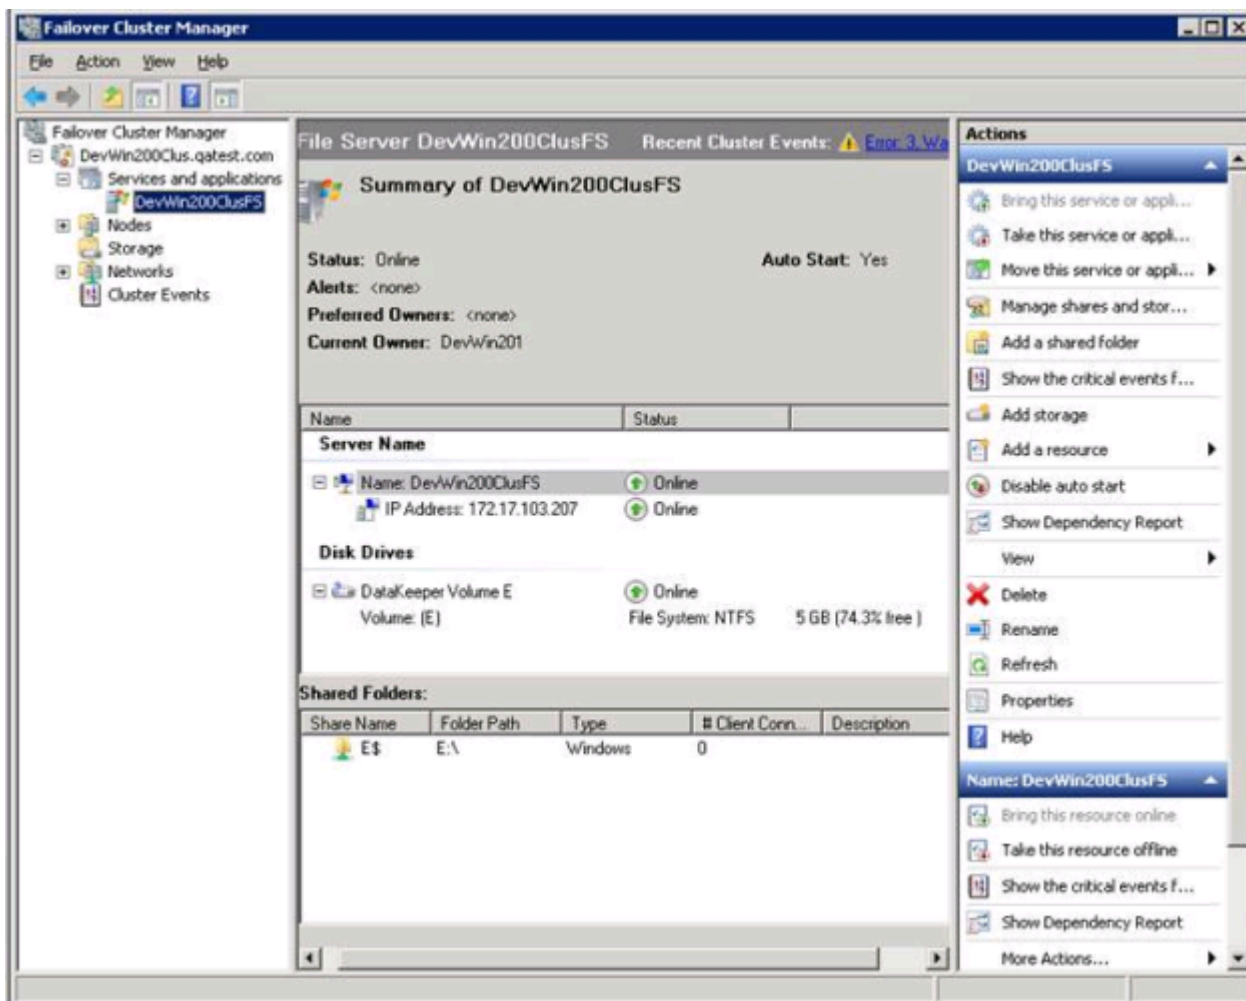 Failover Cluster Manager
File Action View Help
Failover Cluster Manager
DevWin200Clus.qatest.com
Services and applications
DevWin200ClusFS
Nodes
Storage
Networks
Cluster Events
File Server DevWin200ClusFS Recent Cluster Events: Error: 3, Wa
Summary of DevWin200ClusFS
Status: Online Auto Start: Yes
Alerts: <none>
Preferred Owners: <none>
Current Owner: DevWin201
Name Status
Server Name
Name: DevWin200ClusFS Online
IP Address: 172.17.103.207 Online
Disk Drives
DataKeeper Volume E Online
Volume: (E) File System: NTFS 5 GB (74.3% free )
Shared Folders:
Share Name Folder Path Type # Client Conn... Description
E$ E:\ Windows 0
Actions
DevWin200ClusFS
Bring this service or appli...
Take this service or appli...
Move this service or appli...
Manage shares and stor...
Add a shared folder
Show the critical events f...
Add storage
Add a resource
Disable auto start
Show Dependency Report
View
Delete
Rename
Refresh
Properties
Help
Name: DevWin200ClusFS
Bring this resource online
Take this resource offline
Show the critical events f...
Show Dependency Report
More Actions...